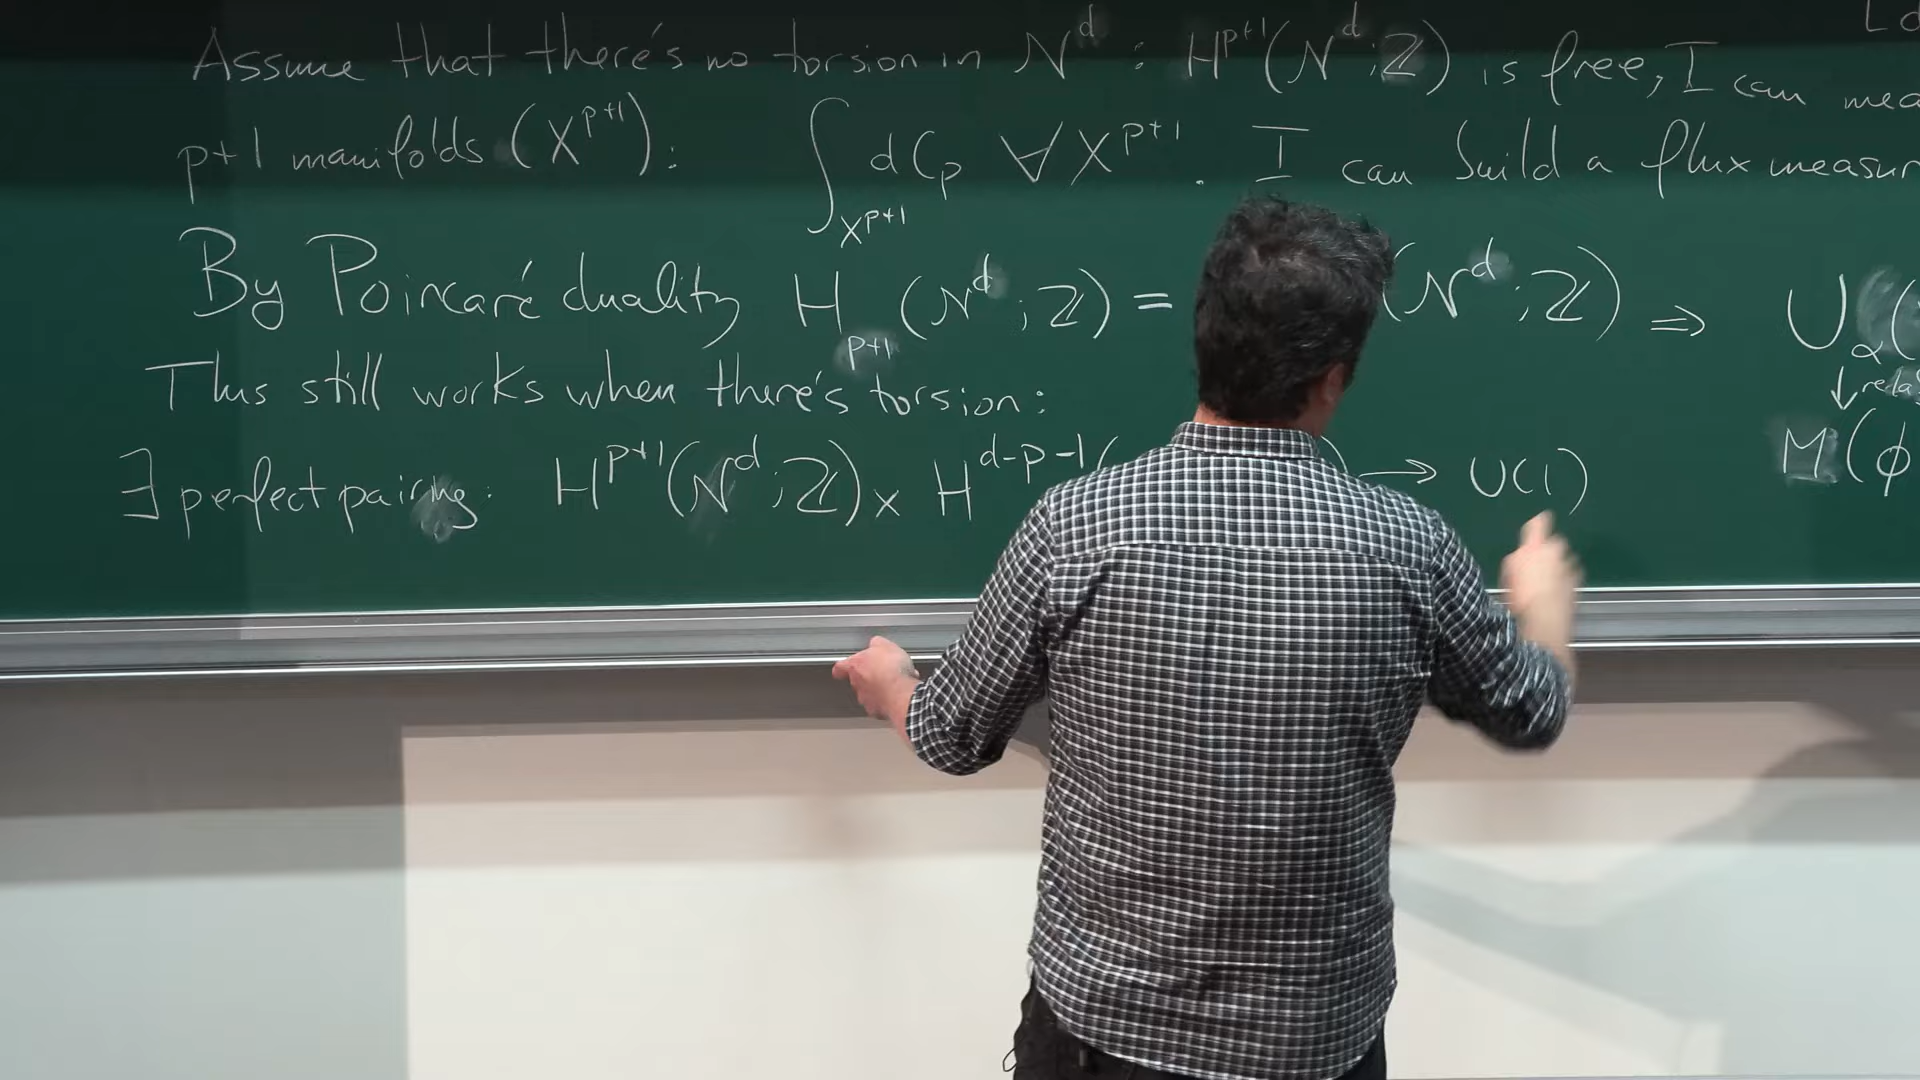 Assume that there's no torsion in N^d : H^{p+1}(N^d; ℤ) is free, I can
p+1 manifolds (X^{p+1}): ∫_{X^{p+1}} dC_p ∀ X^{p+1}. I can build a flux measur
By Poincaré duality H_{p+1}(N^d; ℤ) = (N^d; ℤ) ⇒ U_α(
This still works when there's torsion: ↓
∃ perfect pairing: H^{p+1}(N^d; ℤ) × H^{d-p-1}( ) → U(1) M(ϕ